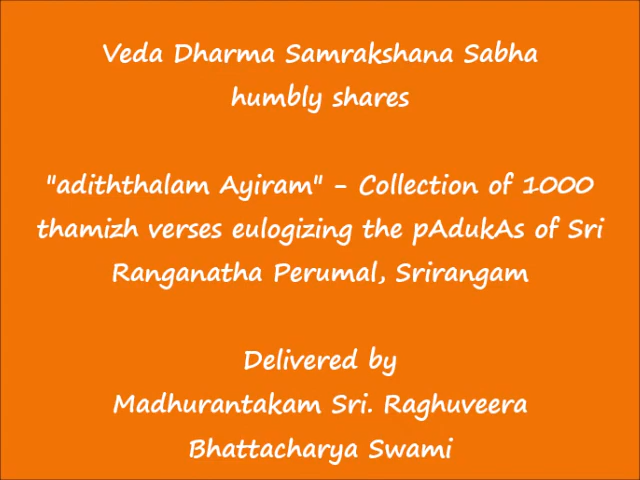 Veda Dharma Samrakshana Sabha
humbly shares
"adiththalam Ayiram" - Collection of 1000
thamizh verses eulogizing the pAdukAs of Sri
Ranganatha Perumal, Srirangam
Delivered by
Madhurantakam Sri. Raghuveera
Bhattacharya Swami